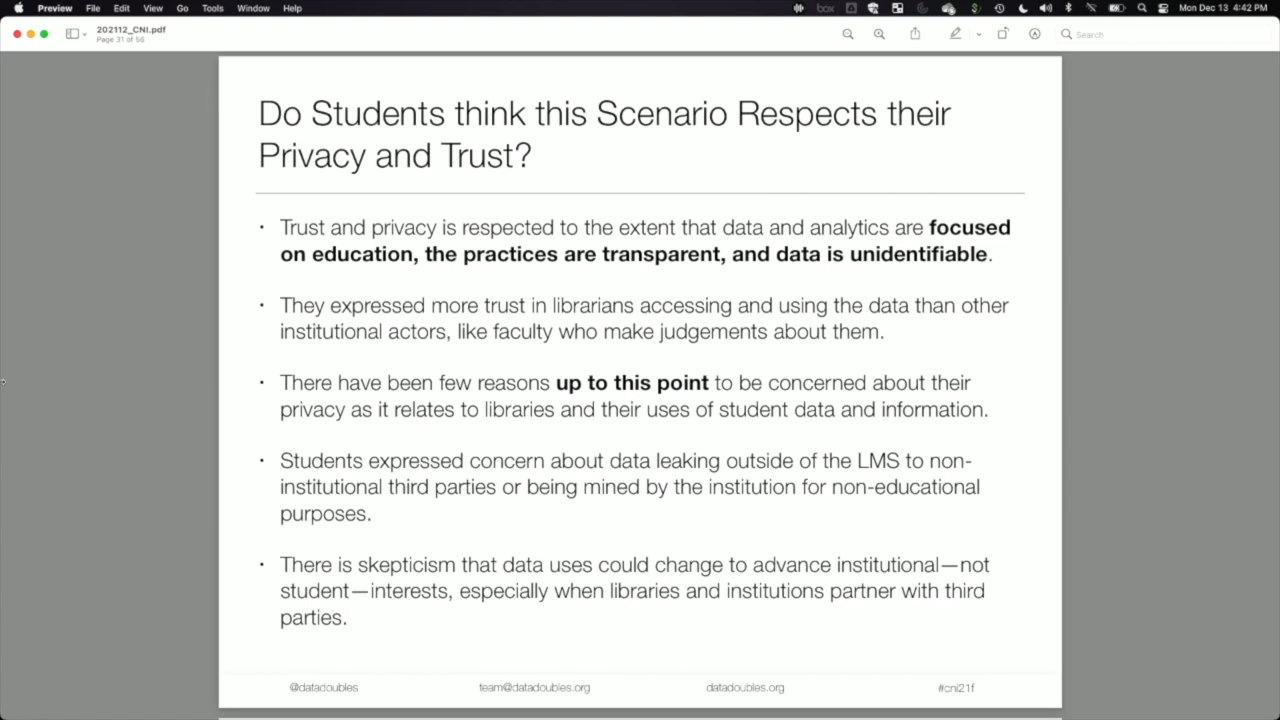 Preview File Edit View Go Tools Window Help
box
Mon Dec 13 4:42 PM
202112_CNI.pdf
Page 31 of 56
Search
Do Students think this Scenario Respects their
Privacy and Trust?
· Trust and privacy is respected to the extent that data and analytics are focused
on education, the practices are transparent, and data is unidentifiable.
· They expressed more trust in librarians accessing and using the data than other
institutional actors, like faculty who make judgements about them.
· There have been few reasons up to this point to be concerned about their
privacy as it relates to libraries and their uses of student data and information.
· Students expressed concern about data leaking outside of the LMS to non-
institutional third parties or being mined by the institution for non-educational
purposes.
· There is skepticism that data uses could change to advance institutional—not
student—interests, especially when libraries and institutions partner with third
parties.
@datadoubles team@datadoubles.org datadoubles.org #cni21f